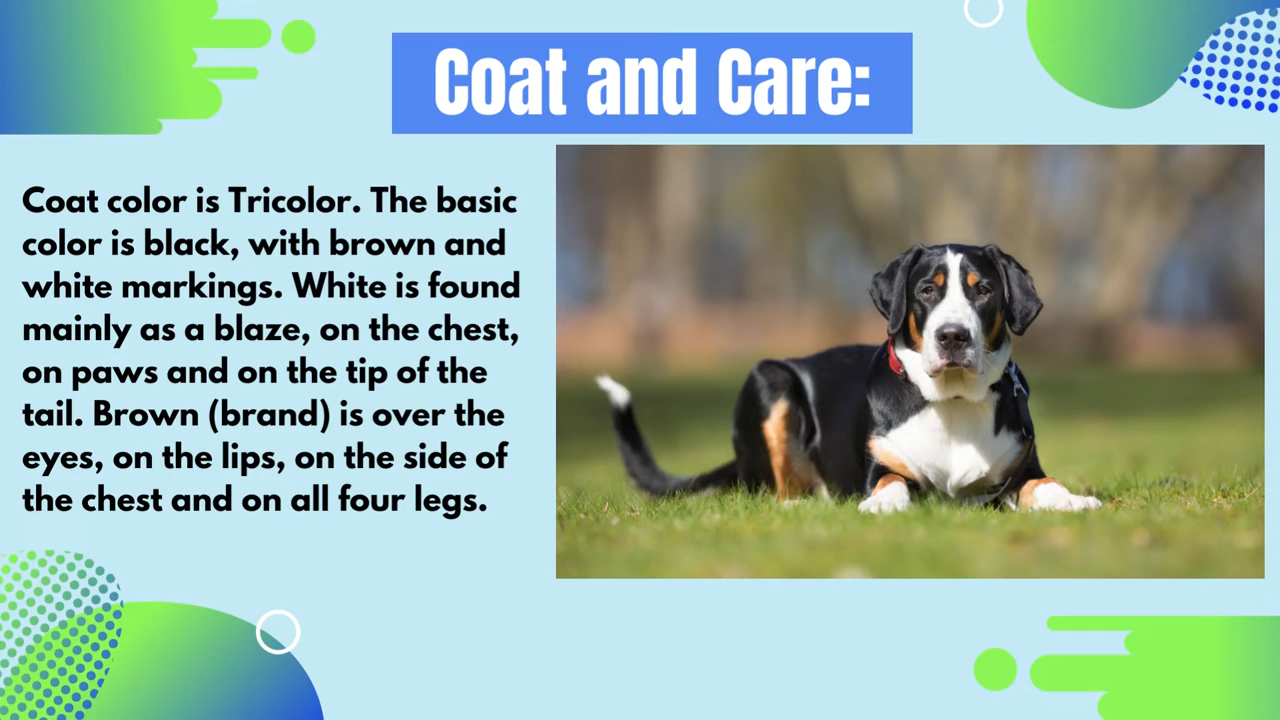 Coat and Care:
Coat color is Tricolor. The basic
color is black, with brown and
white markings. White is found
mainly as a blaze, on the chest,
on paws and on the tip of the
tail. Brown (brand) is over the
eyes, on the lips, on the side of
the chest and on all four legs.